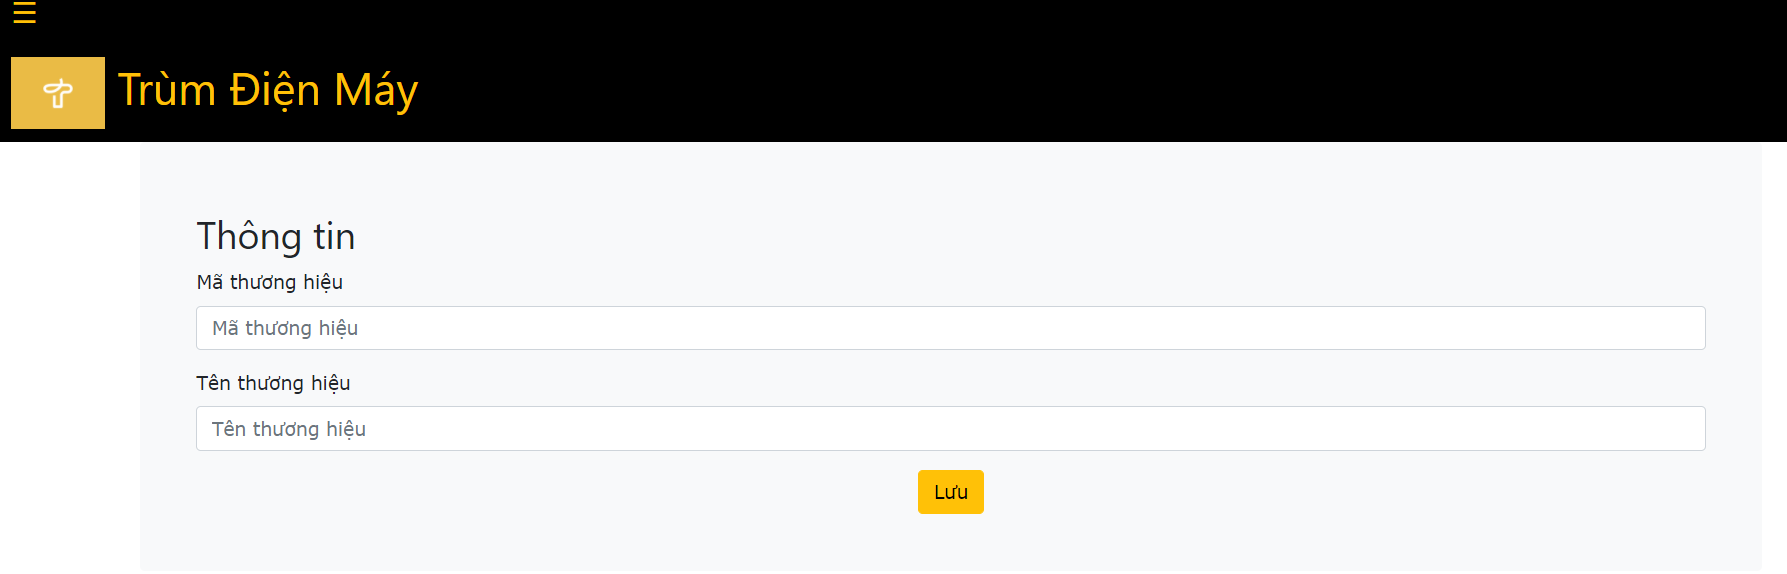 Trùm Điện Máy
Thông tin
Mã thương hiệu
Mã thương hiệu
Tên thương hiệu
Tên thương hiệu
Lưu